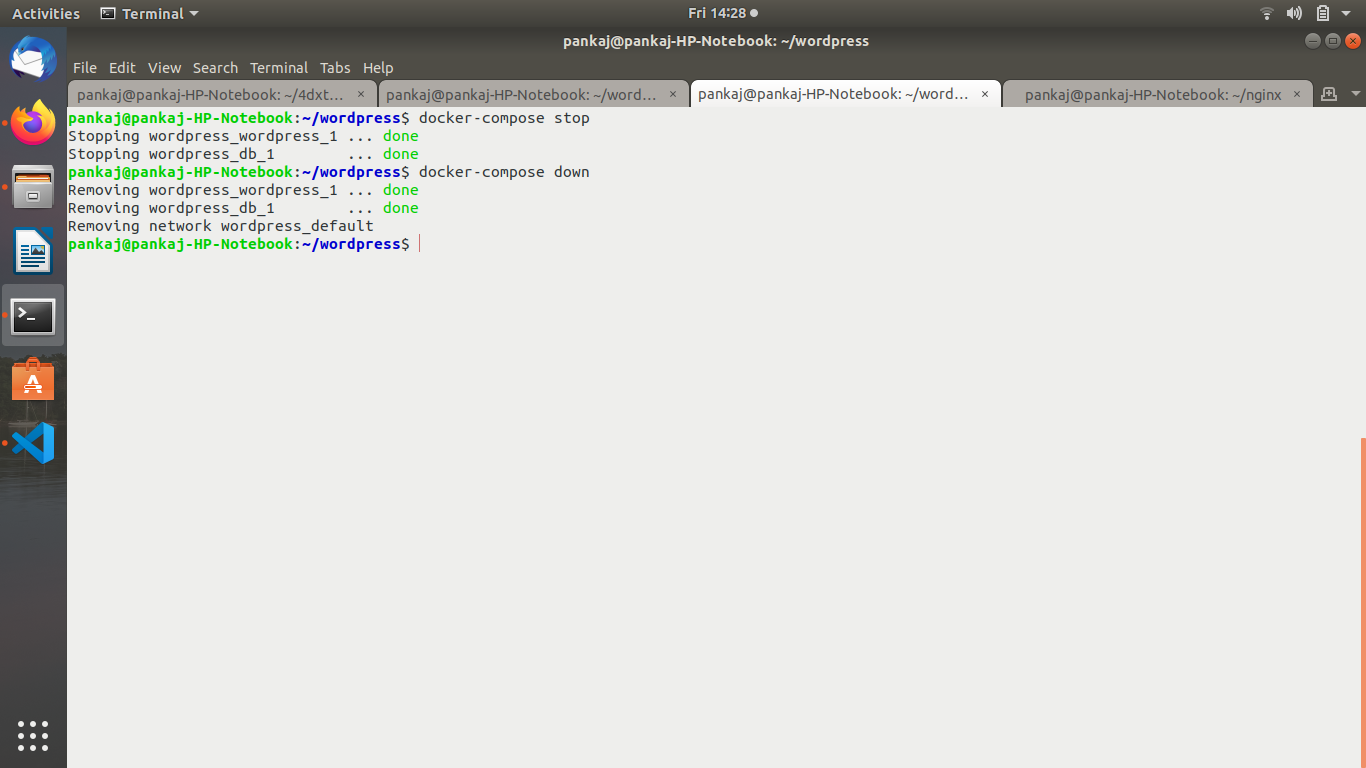 Activities Terminal Fri 14:28
pankaj@pankaj-HP-Notebook: ~/wordpress
File Edit View Search Terminal Tabs Help
pankaj@pankaj-HP-Notebook: ~/4dxt... × pankaj@pankaj-HP-Notebook: ~/word... × pankaj@pankaj-HP-Notebook: ~/word... × pankaj@pankaj-HP-Notebook: ~/nginx ×
pankaj@pankaj-HP-Notebook:~/wordpress$ docker-compose stop
Stopping wordpress_wordpress_1 ... done
Stopping wordpress_db_1        ... done
pankaj@pankaj-HP-Notebook:~/wordpress$ docker-compose down
Removing wordpress_wordpress_1 ... done
Removing wordpress_db_1        ... done
Removing network wordpress_default
pankaj@pankaj-HP-Notebook:~/wordpress$